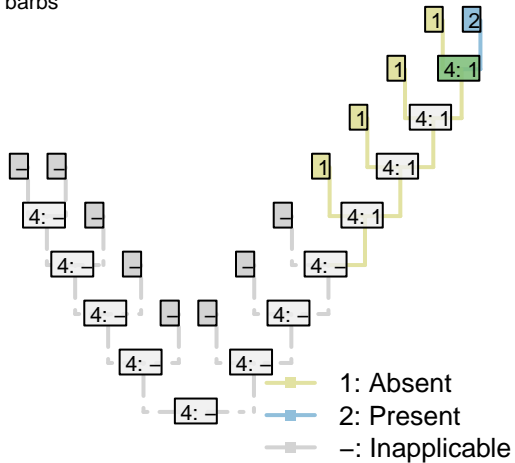 barbs
1 2
1 4: 1
1 4: 1
– – 1 4: 1
4: – – – 4: 1
4: – – – 4: –
4: – – – 4: –
4: – 4: –
4: –
1: Absent
2: Present
–: Inapplicable